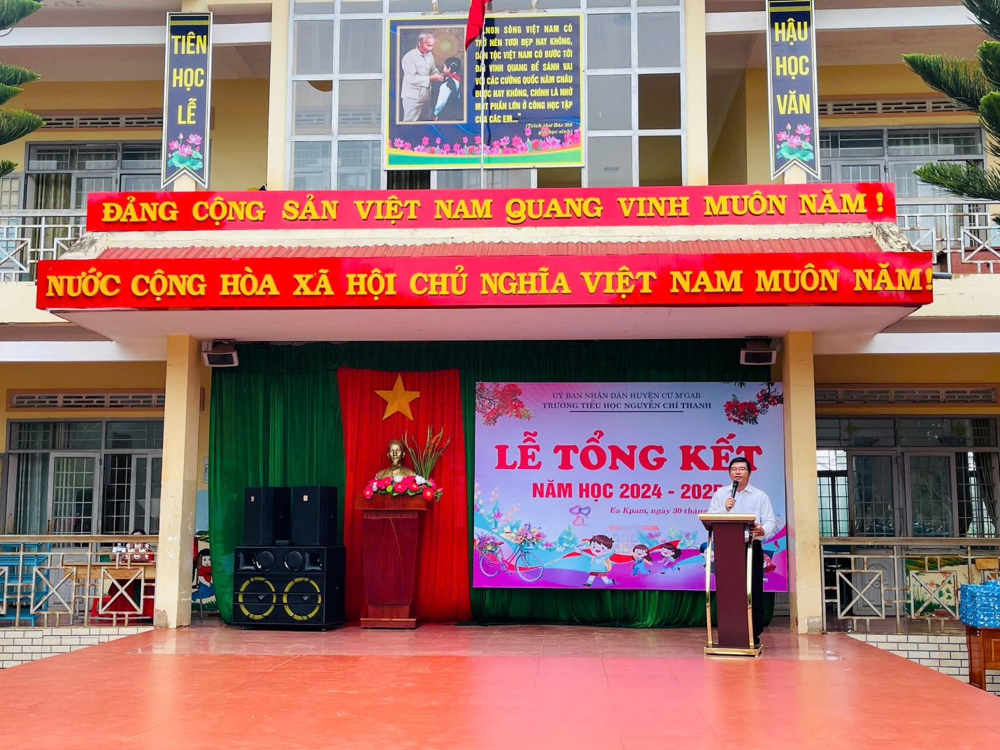 TIÊN
HỌC
LỄ
NON SÔNG VIỆT NAM CÓ
TRỞ NÊN TƯƠI ĐẸP HAY KHÔNG,
DÂN TỘC VIỆT NAM CÓ BƯỚC TỚI
ĐÀI VINH QUANG ĐỂ SÁNH VAI
VỚI CÁC CƯỜNG QUỐC NĂM CHÂU
ĐƯỢC HAY KHÔNG, CHÍNH LÀ NHỜ
MỘT PHẦN LỚN Ở CÔNG HỌC TẬP
CỦA CÁC EM..."
(Trích thư Bác Hồ
gửi học sinh)
HẬU
HỌC
VĂN
ĐẢNG CỘNG SẢN VIỆT NAM QUANG VINH MUÔN NĂM !
NƯỚC CỘNG HÒA XÃ HỘI CHỦ NGHĨA VIỆT NAM MUÔN NĂM!
UỶ BAN NHÂN DÂN HUYỆN CƯ M'GAR
TRƯỜNG TIỂU HỌC NGUYỄN CHÍ THANH
LỄ TỔNG KẾT
NĂM HỌC 2024 - 2025
Ea Kpam, ngày 30 tháng